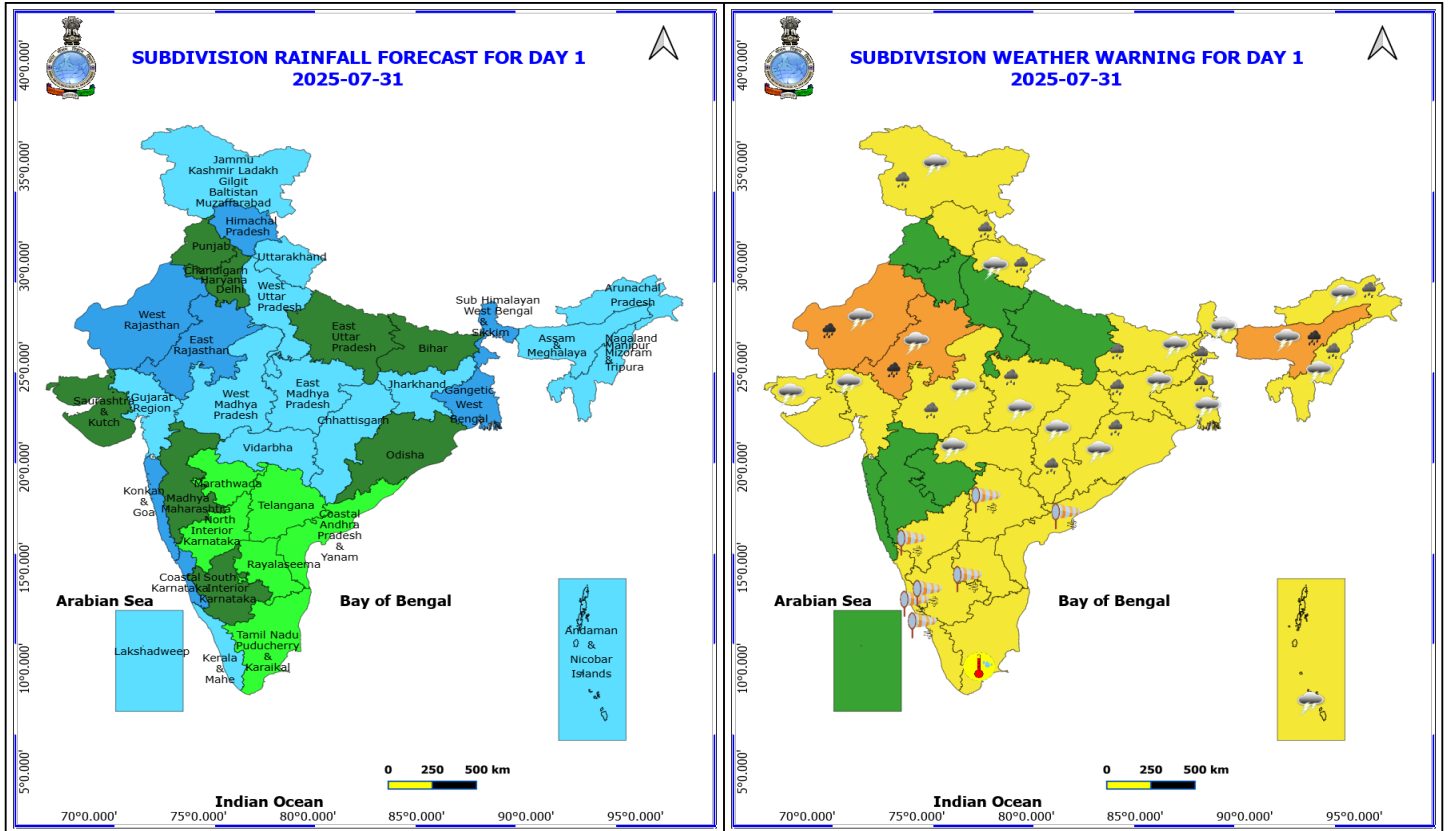 SUBDIVISION RAINFALL FORECAST FOR DAY 1
2025-07-31
40°0.000'
35°0.000'
30°0.000'
25°0.000'
20°0.000'
15°0.000'
10°0.000'
5°0.000'
Jammu
Kashmir Ladakh
Gilgit
Baltistan
Muzaffarabad
Himachal
Pradesh
Punjab
Uttarakhand
Chandigarh
Haryana
Delhi
West
Uttar
Pradesh
West
Rajasthan
East
Rajasthan
East
Uttar
Pradesh
Bihar
Sub Himalayan
West Bengal
&
Sikkim
Arunachal
Pradesh
Assam
&
Meghalaya
Nagaland
Manipur
Mizoram
&
Tripura
Saurashtra
&
Kutch
Gujarat
Region
West
Madhya
Pradesh
East
Madhya
Pradesh
Jharkhand
Gangetic
West
Bengal
Chhattisgarh
Vidarbha
Odisha
Konkan
&
Goa
Madhya
Maharashtra
Marathwada
Telangana
North
Interior
Karnataka
Coastal
Andhra
Pradesh
&
Yanam
Rayalaseema
Coastal
Karnataka
South
Interior
Karnataka
Arabian Sea
Bay of Bengal
Lakshadweep
Kerala
&
Mahe
Tamil Nadu
Puducherry
&
Karaikal
Andaman
&
Nicobar
Islands
0 250 500 km
Indian Ocean
70°0.000' 75°0.000' 80°0.000' 85°0.000' 90°0.000' 95°0.000'
SUBDIVISION WEATHER WARNING FOR DAY 1
2025-07-31
40°0.000'
35°0.000'
30°0.000'
25°0.000'
20°0.000'
15°0.000'
10°0.000'
5°0.000'
Arabian Sea
Bay of Bengal
0 250 500 km
Indian Ocean
70°0.000' 75°0.000' 80°0.000' 85°0.000' 90°0.000' 95°0.000'